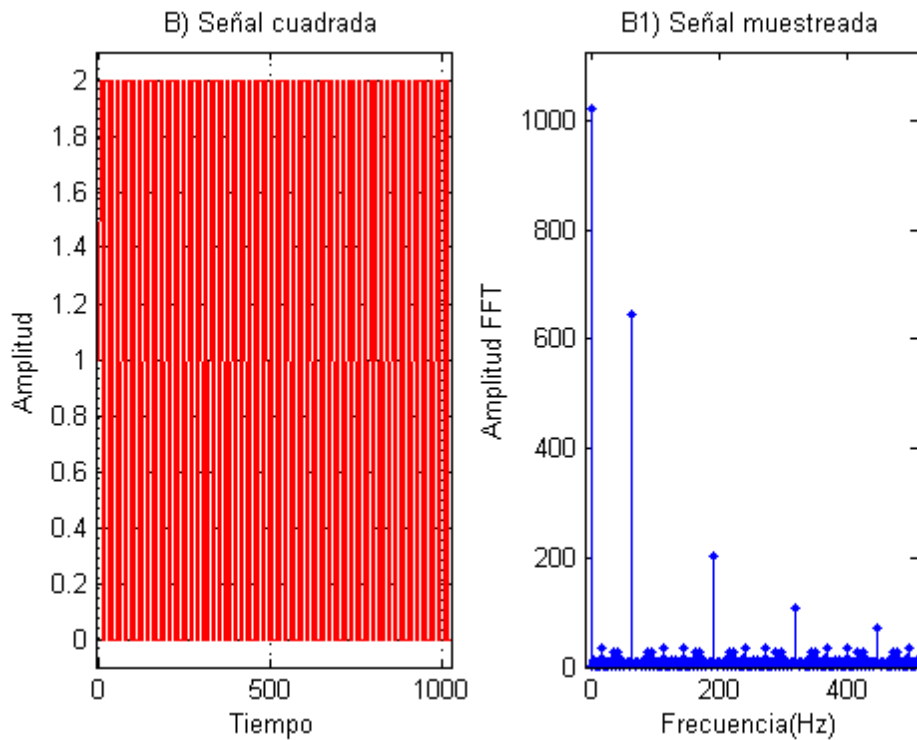 B) Señal cuadrada
2
1.8
1.6
1.4
1.2
1
0.8
0.6
0.4
0.2
0
Amplitud
0 500 1000
Tiempo
B1) Señal muestreada
1000
800
600
400
200
0
Amplitud FFT
0 200 400
Frecuencia(Hz)